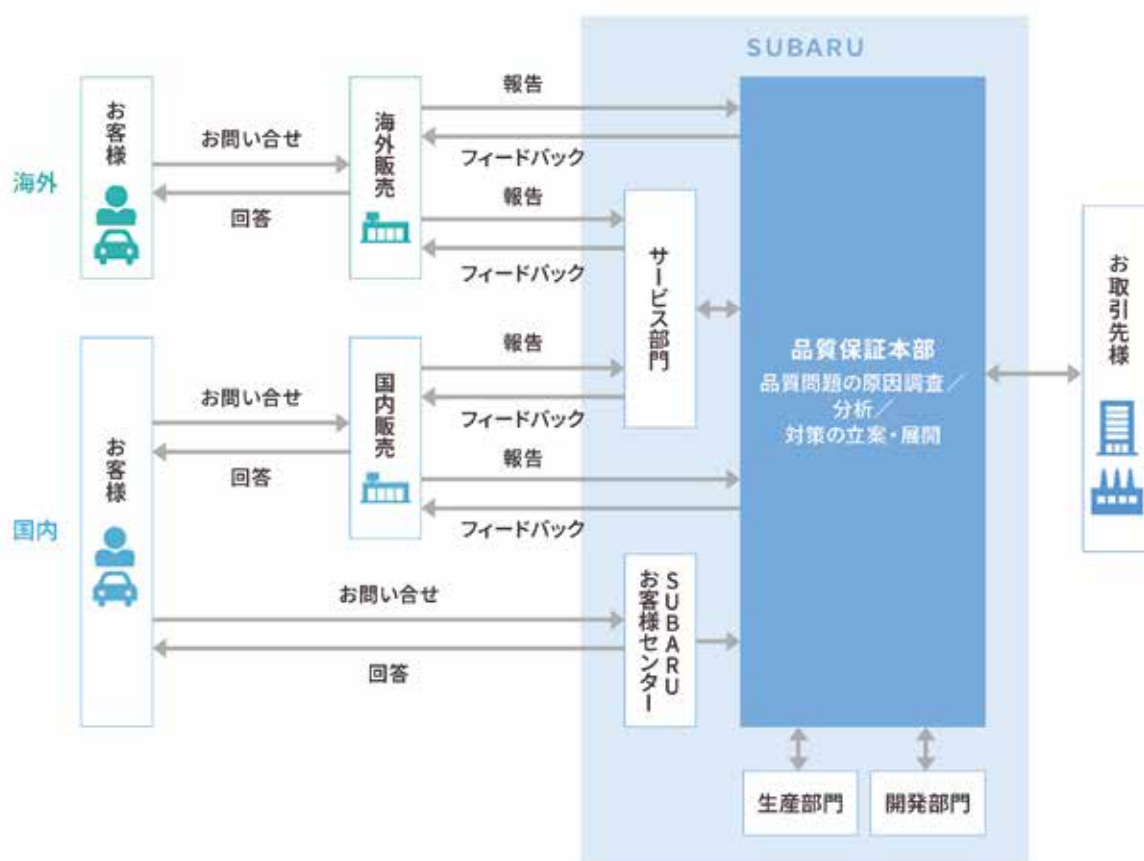 SUBARU
海外
お客様
お問い合せ
回答
海外販売
報告
フィードバック
報告
フィードバック
サービス部門
国内
お客様
お問い合せ
回答
国内販売
報告
フィードバック
報告
フィードバック
お問い合せ
回答
SUBARU
お客様センター
品質保証本部
品質問題の原因調査／
分析／
対策の立案・展開
お取引先様
生産部門
開発部門